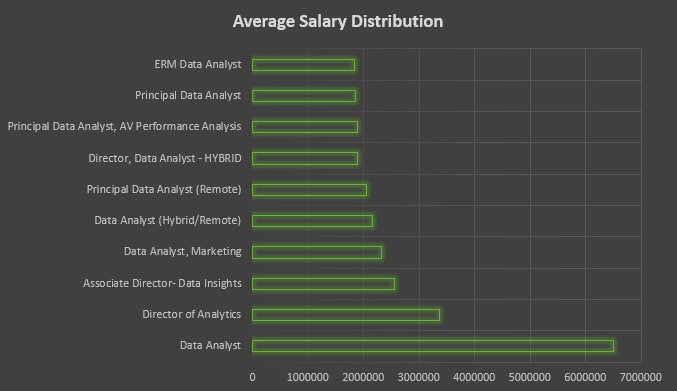 Average Salary Distribution
ERM Data Analyst
Principal Data Analyst
Principal Data Analyst, AV Performance Analysis
Director, Data Analyst - HYBRID
Principal Data Analyst (Remote)
Data Analyst (Hybrid/Remote)
Data Analyst, Marketing
Associate Director- Data Insights
Director of Analytics
Data Analyst
0 1000000 2000000 3000000 4000000 5000000 6000000 7000000